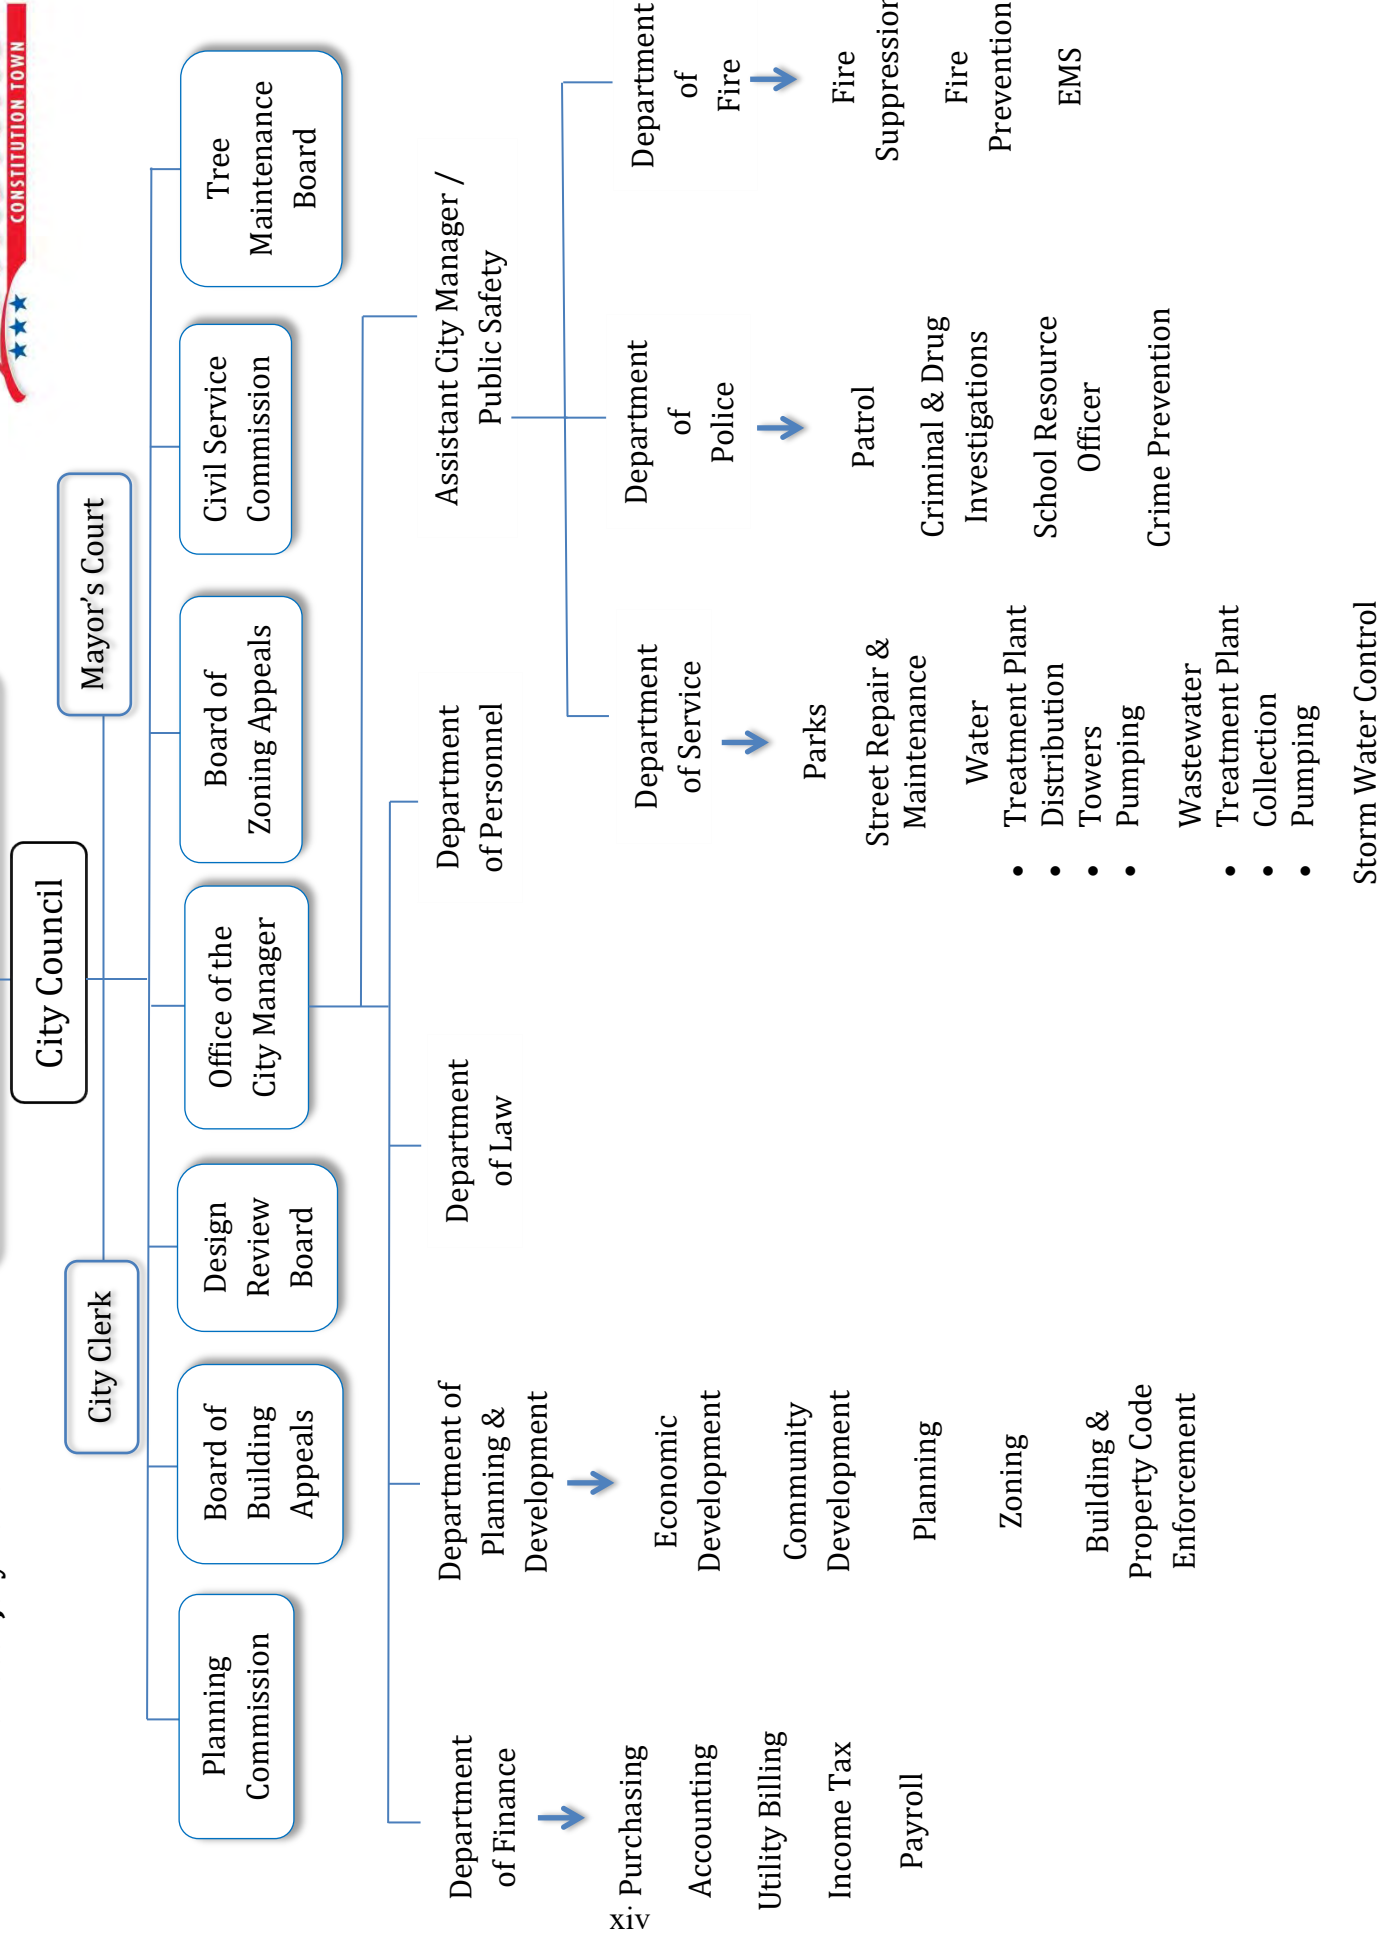 CONSTITUTION TOWN
City Council
City Clerk
Mayor's Court
Planning
Commission
Board of
Building
Appeals
Design
Review
Board
Office of the
City Manager
Board of
Zoning Appeals
Civil Service
Commission
Tree
Maintenance
Board
Department
of Finance
Purchasing
Accounting
Utility Billing
Income Tax
Payroll
Department of
Planning &
Development
Economic
Development
Community
Development
Planning
Zoning
Building &
Property Code
Enforcement
Department
of Law
Department
of Personnel
Assistant City Manager /
Public Safety
Department
of Service
Parks
Street Repair &
Maintenance
Water
• Treatment Plant
• Distribution
• Towers
• Pumping
Wastewater
• Treatment Plant
• Collection
• Pumping
Storm Water Control
Department
of
Police
Patrol
Criminal & Drug
Investigations
School Resource
Officer
Crime Prevention
Department
of
Fire
Fire
Suppression
Fire
Prevention
EMS
xiv